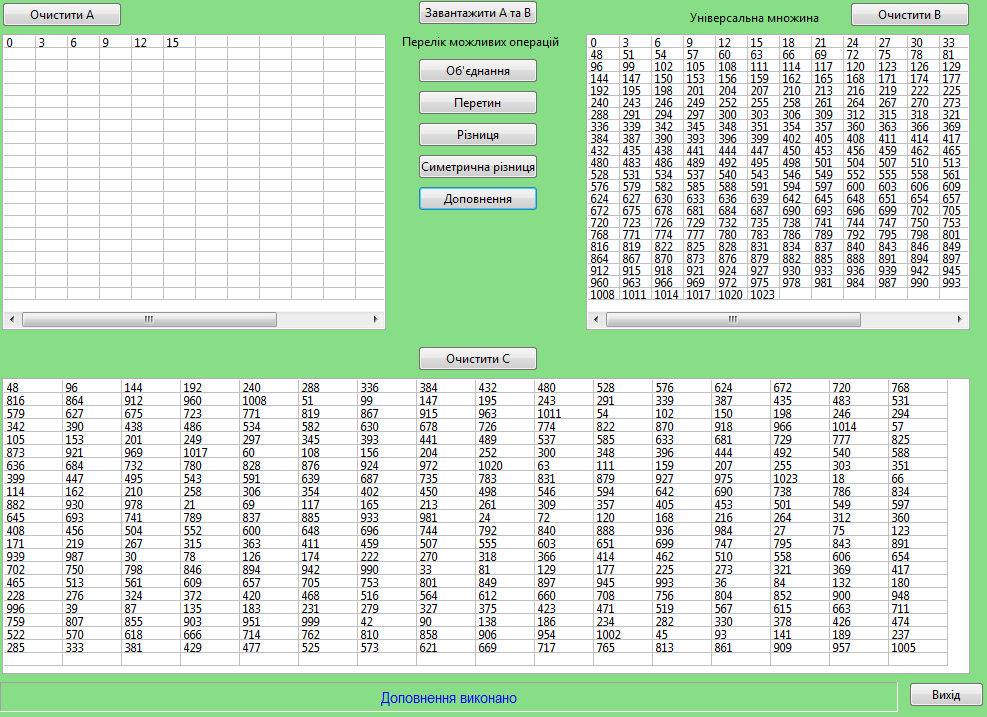 Очистити A
Завантажити A та B
Універсальна множина
Очистити B
0 3 6 9 12 15
Перелік можливих операцій
Об'єднання
Перетин
Різниця
Симетрична різниця
Доповнення
0 3 6 9 12 15 18 21 24 27 30 33
48 51 54 57 60 63 66 69 72 75 78 81
96 99 102 105 108 111 114 117 120 123 126 129
144 147 150 153 156 159 162 165 168 171 174 177
192 195 198 201 204 207 210 213 216 219 222 225
240 243 246 249 252 255 258 261 264 267 270 273
288 291 294 297 300 303 306 309 312 315 318 321
336 339 342 345 348 351 354 357 360 363 366 369
384 387 390 393 396 399 402 405 408 411 414 417
432 435 438 441 444 447 450 453 456 459 462 465
480 483 486 489 492 495 498 501 504 507 510 513
528 531 534 537 540 543 546 549 552 555 558 561
576 579 582 585 588 591 594 597 600 603 606 609
624 627 630 633 636 639 642 645 648 651 654 657
672 675 678 681 684 687 690 693 696 699 702 705
720 723 726 729 732 735 738 741 744 747 750 753
768 771 774 777 780 783 786 789 792 795 798 801
816 819 822 825 828 831 834 837 840 843 846 849
864 867 870 873 876 879 882 885 888 891 894 897
912 915 918 921 924 927 930 933 936 939 942 945
960 963 966 969 972 975 978 981 984 987 990 993
1008 1011 1014 1017 1020 1023
Очистити C
48 96 144 192 240 288 336 384 432 480 528 576 624 672 720 768
816 864 912 960 1008 51 99 147 195 243 291 339 387 435 483 531
579 627 675 723 771 819 867 915 963 1011 54 102 150 198 246 294
342 390 438 486 534 582 630 678 726 774 822 870 918 966 1014 57
105 153 201 249 297 345 393 441 489 537 585 633 681 729 777 825
873 921 969 1017 60 108 156 204 252 300 348 396 444 492 540 588
636 684 732 780 828 876 924 972 1020 63 111 159 207 255 303 351
399 447 495 543 591 639 687 735 783 831 879 927 975 1023 18 66
114 162 210 258 306 354 402 450 498 546 594 642 690 738 786 834
882 930 978 21 69 117 165 213 261 309 357 405 453 501 549 597
645 693 741 789 837 885 933 981 24 72 120 168 216 264 312 360
408 456 504 552 600 648 696 744 792 840 888 936 984 27 75 123
171 219 267 315 363 411 459 507 555 603 651 699 747 795 843 891
939 987 30 78 126 174 222 270 318 366 414 462 510 558 606 654
702 750 798 846 894 942 990 33 81 129 177 225 273 321 369 417
465 513 561 609 657 705 753 801 849 897 945 993 36 84 132 180
228 276 324 372 420 468 516 564 612 660 708 756 804 852 900 948
996 39 87 135 183 231 279 327 375 423 471 519 567 615 663 711
759 807 855 903 951 999 42 90 138 186 234 282 330 378 426 474
522 570 618 666 714 762 810 858 906 954 1002 45 93 141 189 237
285 333 381 429 477 525 573 621 669 717 765 813 861 909 957 1005
Доповнення виконано
Вихід